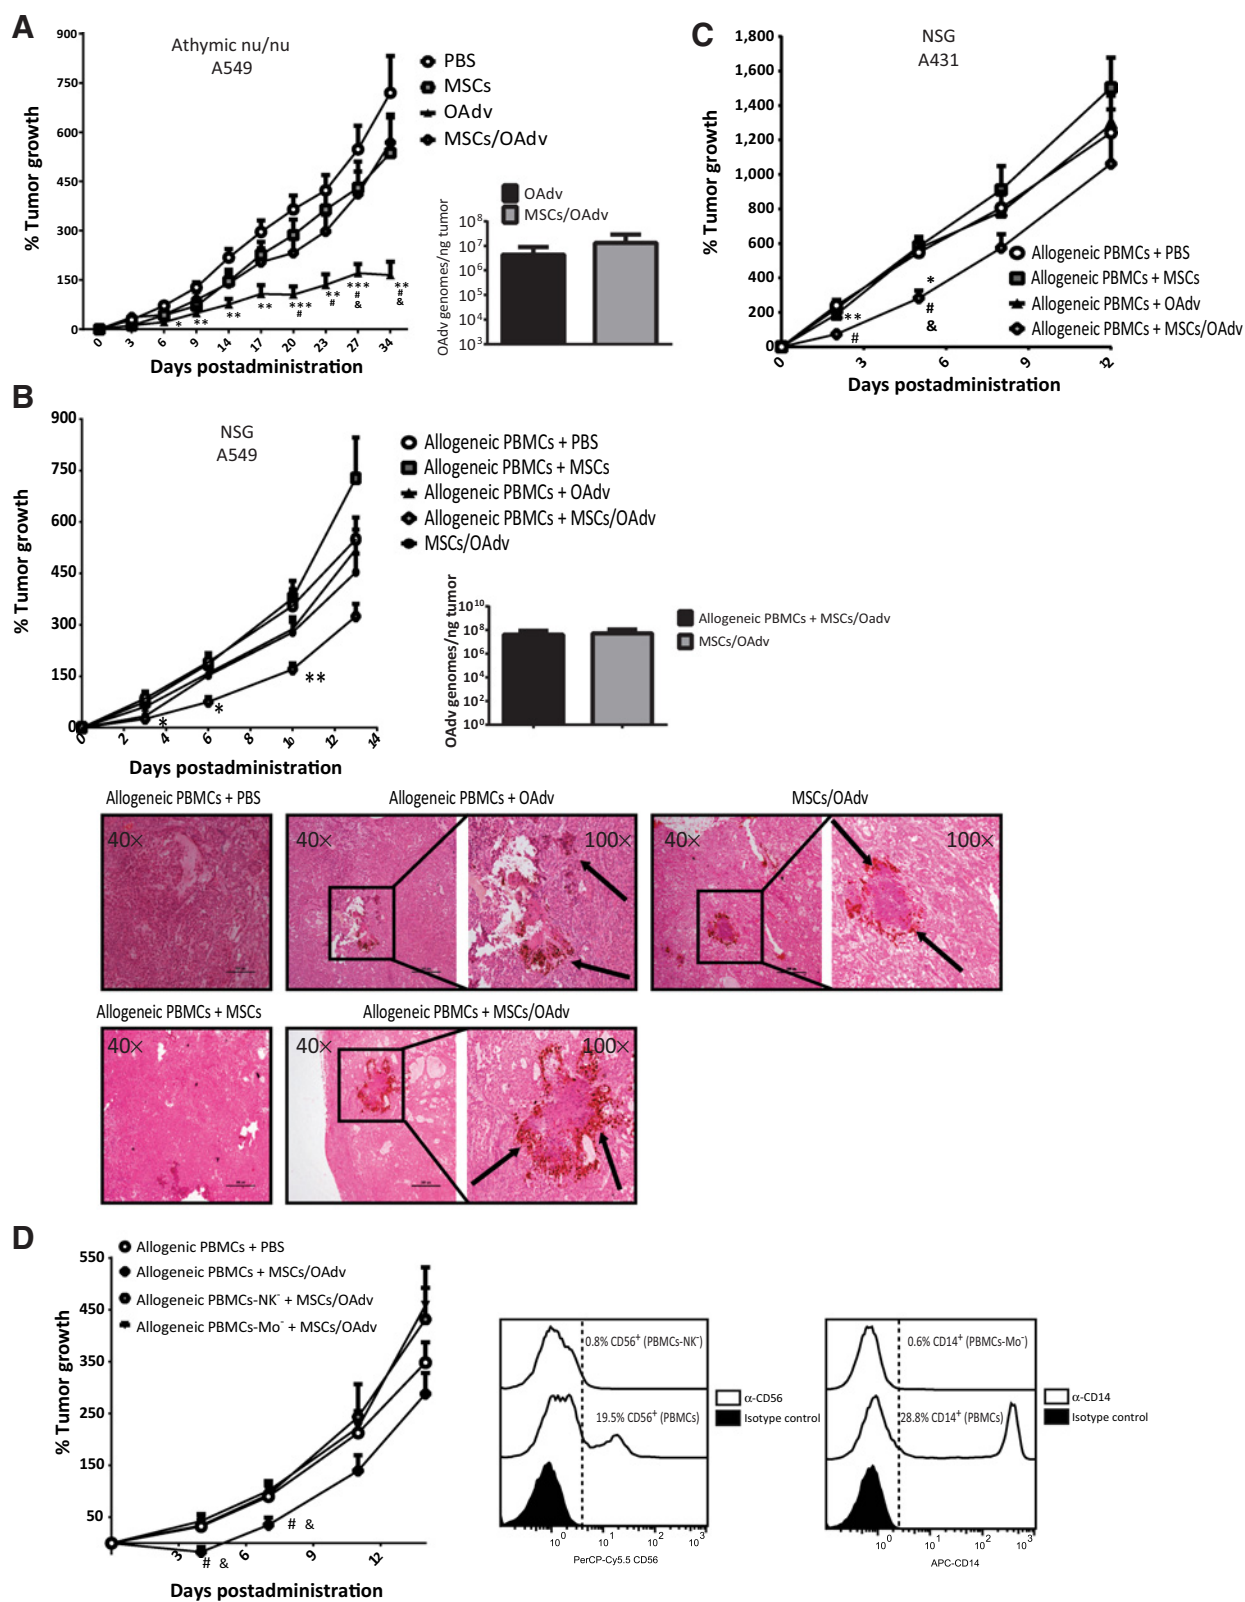 A
Athymic nu/nu
A549
% Tumor growth
900
750
600
450
300
150
0
0 3 6 9 14 17 20 23 27 34
* ** ** ** *** # ** # *** # & ** # &
Days postadministration
PBS
MSCs
OAdv
MSCs/OAdv
OAdv
MSCs/OAdv
OAdv genomes/ng tumor
10⁸
10⁷
10⁶
10⁵
10⁴
10³
C
NSG
A431
% Tumor growth
1,800
1,600
1,400
1,200
1,000
800
600
400
200
0
0 3 6 9 12
**
#
*
#
&
Days postadministration
Allogeneic PBMCs + PBS
Allogeneic PBMCs + MSCs
Allogeneic PBMCs + OAdv
Allogeneic PBMCs + MSCs/OAdv
B
NSG
A549
% Tumor growth
900
750
600
450
300
150
0
0 2 4 6 8 10 12 14
* * **
Days postadministration
Allogeneic PBMCs + PBS
Allogeneic PBMCs + MSCs
Allogeneic PBMCs + OAdv
Allogeneic PBMCs + MSCs/OAdv
MSCs/OAdv
OAdv genomes/ng tumor
10¹⁰
10⁸
10⁶
10⁴
10²
10⁰
Allogeneic PBMCs + MSCs/Oadv
MSCs/OAdv
Allogeneic PBMCs + PBS
40×
Allogeneic PBMCs + OAdv
40× 100×
MSCs/OAdv
40× 100×
Allogeneic PBMCs + MSCs
40×
Allogeneic PBMCs + MSCs/OAdv
40× 100×
D
Allogenic PBMCs + PBS
Allogeneic PBMCs + MSCs/OAdv
Allogeneic PBMCs-NK⁻ + MSCs/OAdv
Allogeneic PBMCs-Mo⁻ + MSCs/OAdv
% Tumor growth
550
450
350
250
150
50
3 6 9 12
# &
# &
Days postadministration
0.8% CD56⁺ (PBMCs-NK⁻)
19.5% CD56⁺ (PBMCs)
10⁰ 10¹ 10² 10³
PerCP-Cy5.5 CD56
α-CD56
Isotype control
0.6% CD14⁺ (PBMCs-Mo⁻)
28.8% CD14⁺ (PBMCs)
10⁰ 10¹ 10² 10³
APC-CD14
α-CD14
Isotype control